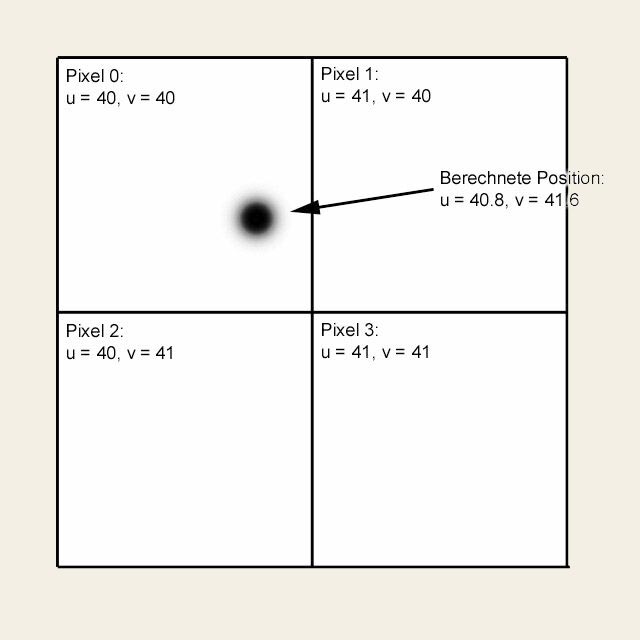 Pixel 0:
u = 40, v = 40
Pixel 1:
u = 41, v = 40
Berechnete Position:
u = 40.8, v = 41.6
Pixel 2:
u = 40, v = 41
Pixel 3:
u = 41, v = 41